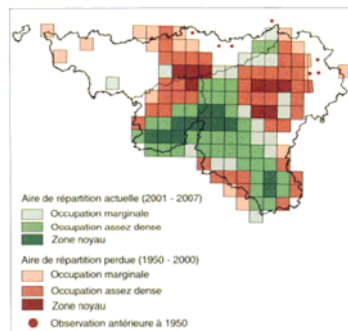 Aire de répartition actuelle (2001 - 2007)
Occupation marginale
Occupation assez dense
Zone noyau
Aire de répartition perdue (1950 - 2000)
Occupation marginale
Occupation assez dense
Zone noyau
Observation antérieure à 1950